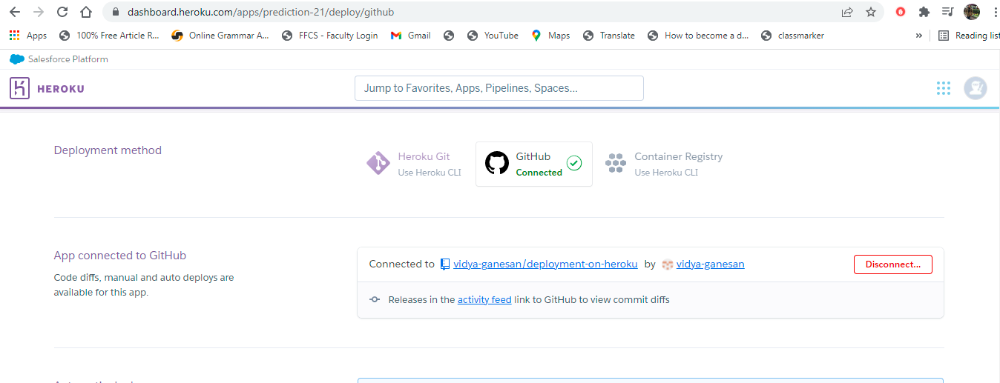 dashboard.heroku.com/apps/prediction-21/deploy/github
Apps 100% Free Article R... Online Grammar A... FFCS - Faculty Login Gmail YouTube Maps Translate How to become a d... classmarker » Reading list
Salesforce Platform
HEROKU Jump to Favorites, Apps, Pipelines, Spaces...
Deployment method
Heroku Git
Use Heroku CLI
GitHub
Connected
Container Registry
Use Heroku CLI
App connected to GitHub
Code diffs, manual and auto deploys are
available for this app.
Connected to vidya-ganesan/deployment-on-heroku by vidya-ganesan Disconnect...
Releases in the activity feed link to GitHub to view commit diffs